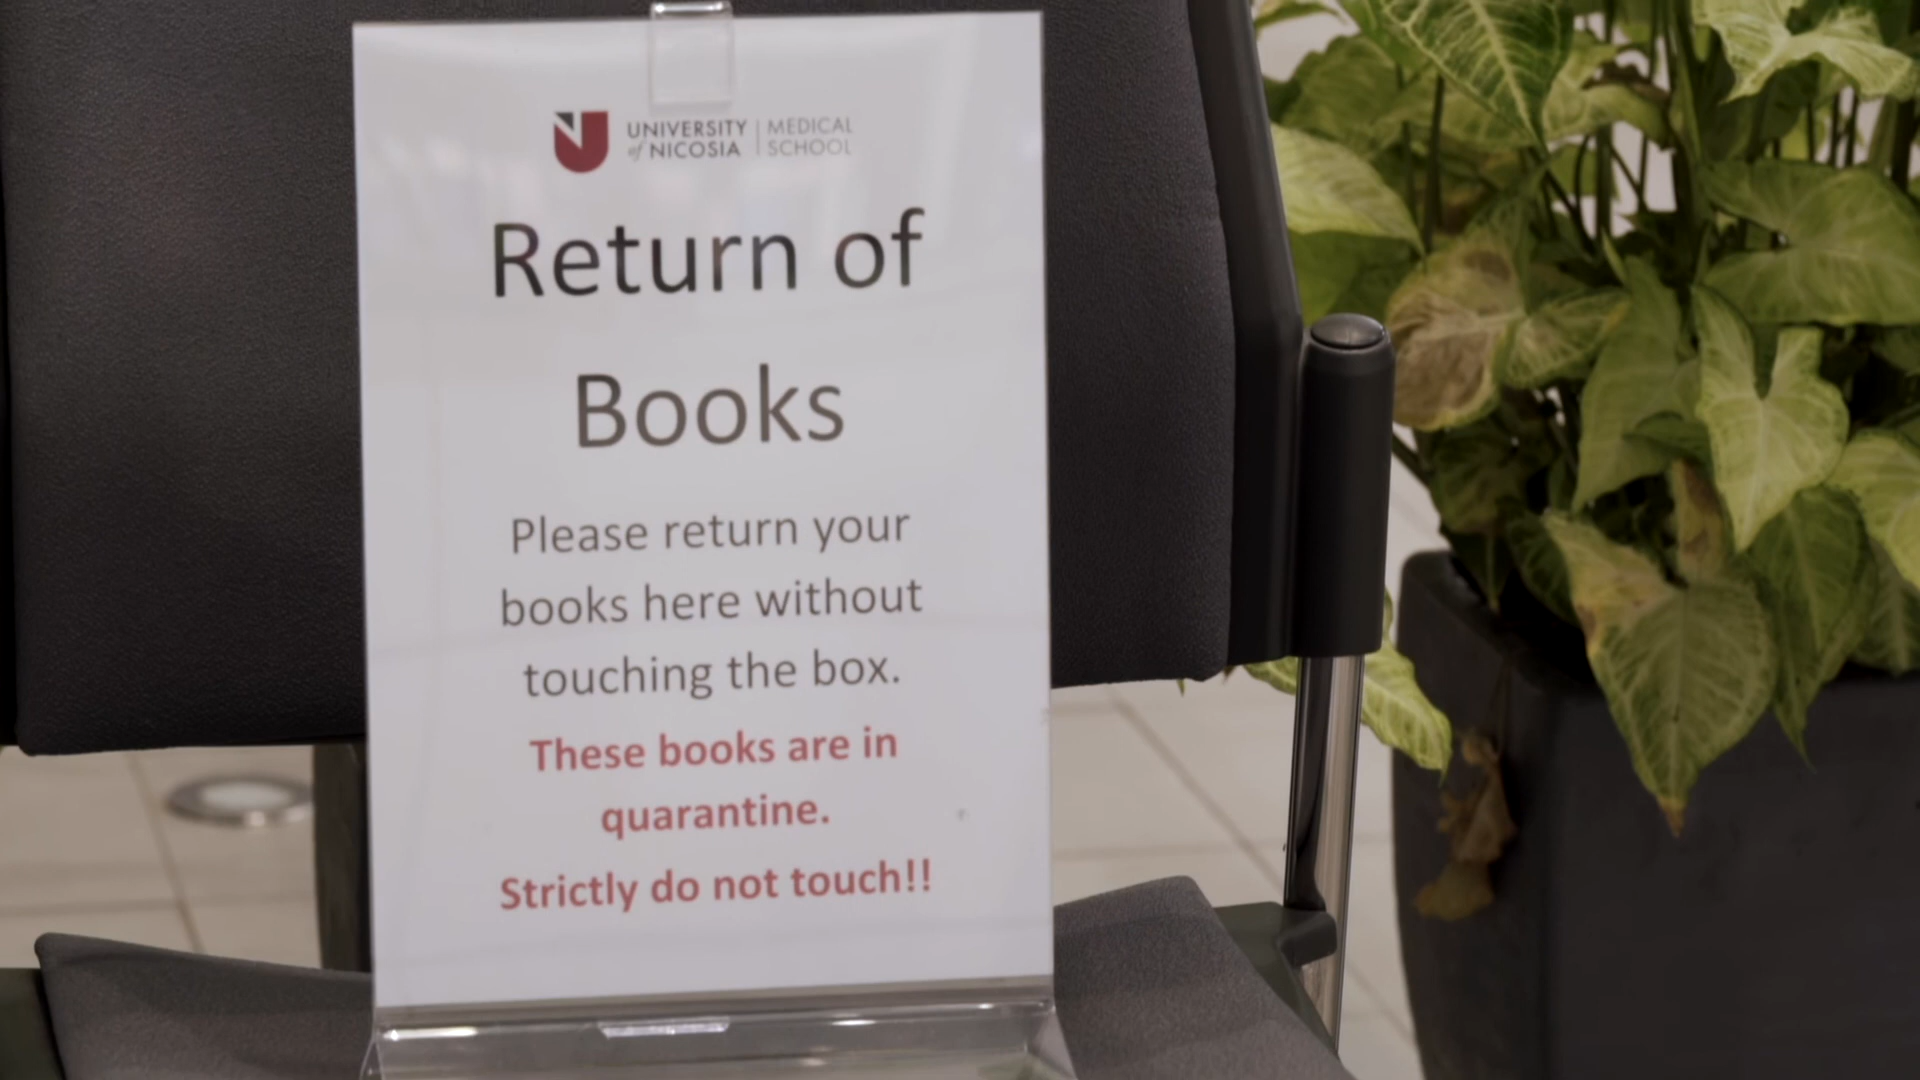 UNIVERSITY of NICOSIA
MEDICAL SCHOOL
Return of
Books
Please return your
books here without
touching the box.
These books are in
quarantine.
Strictly do not touch!!